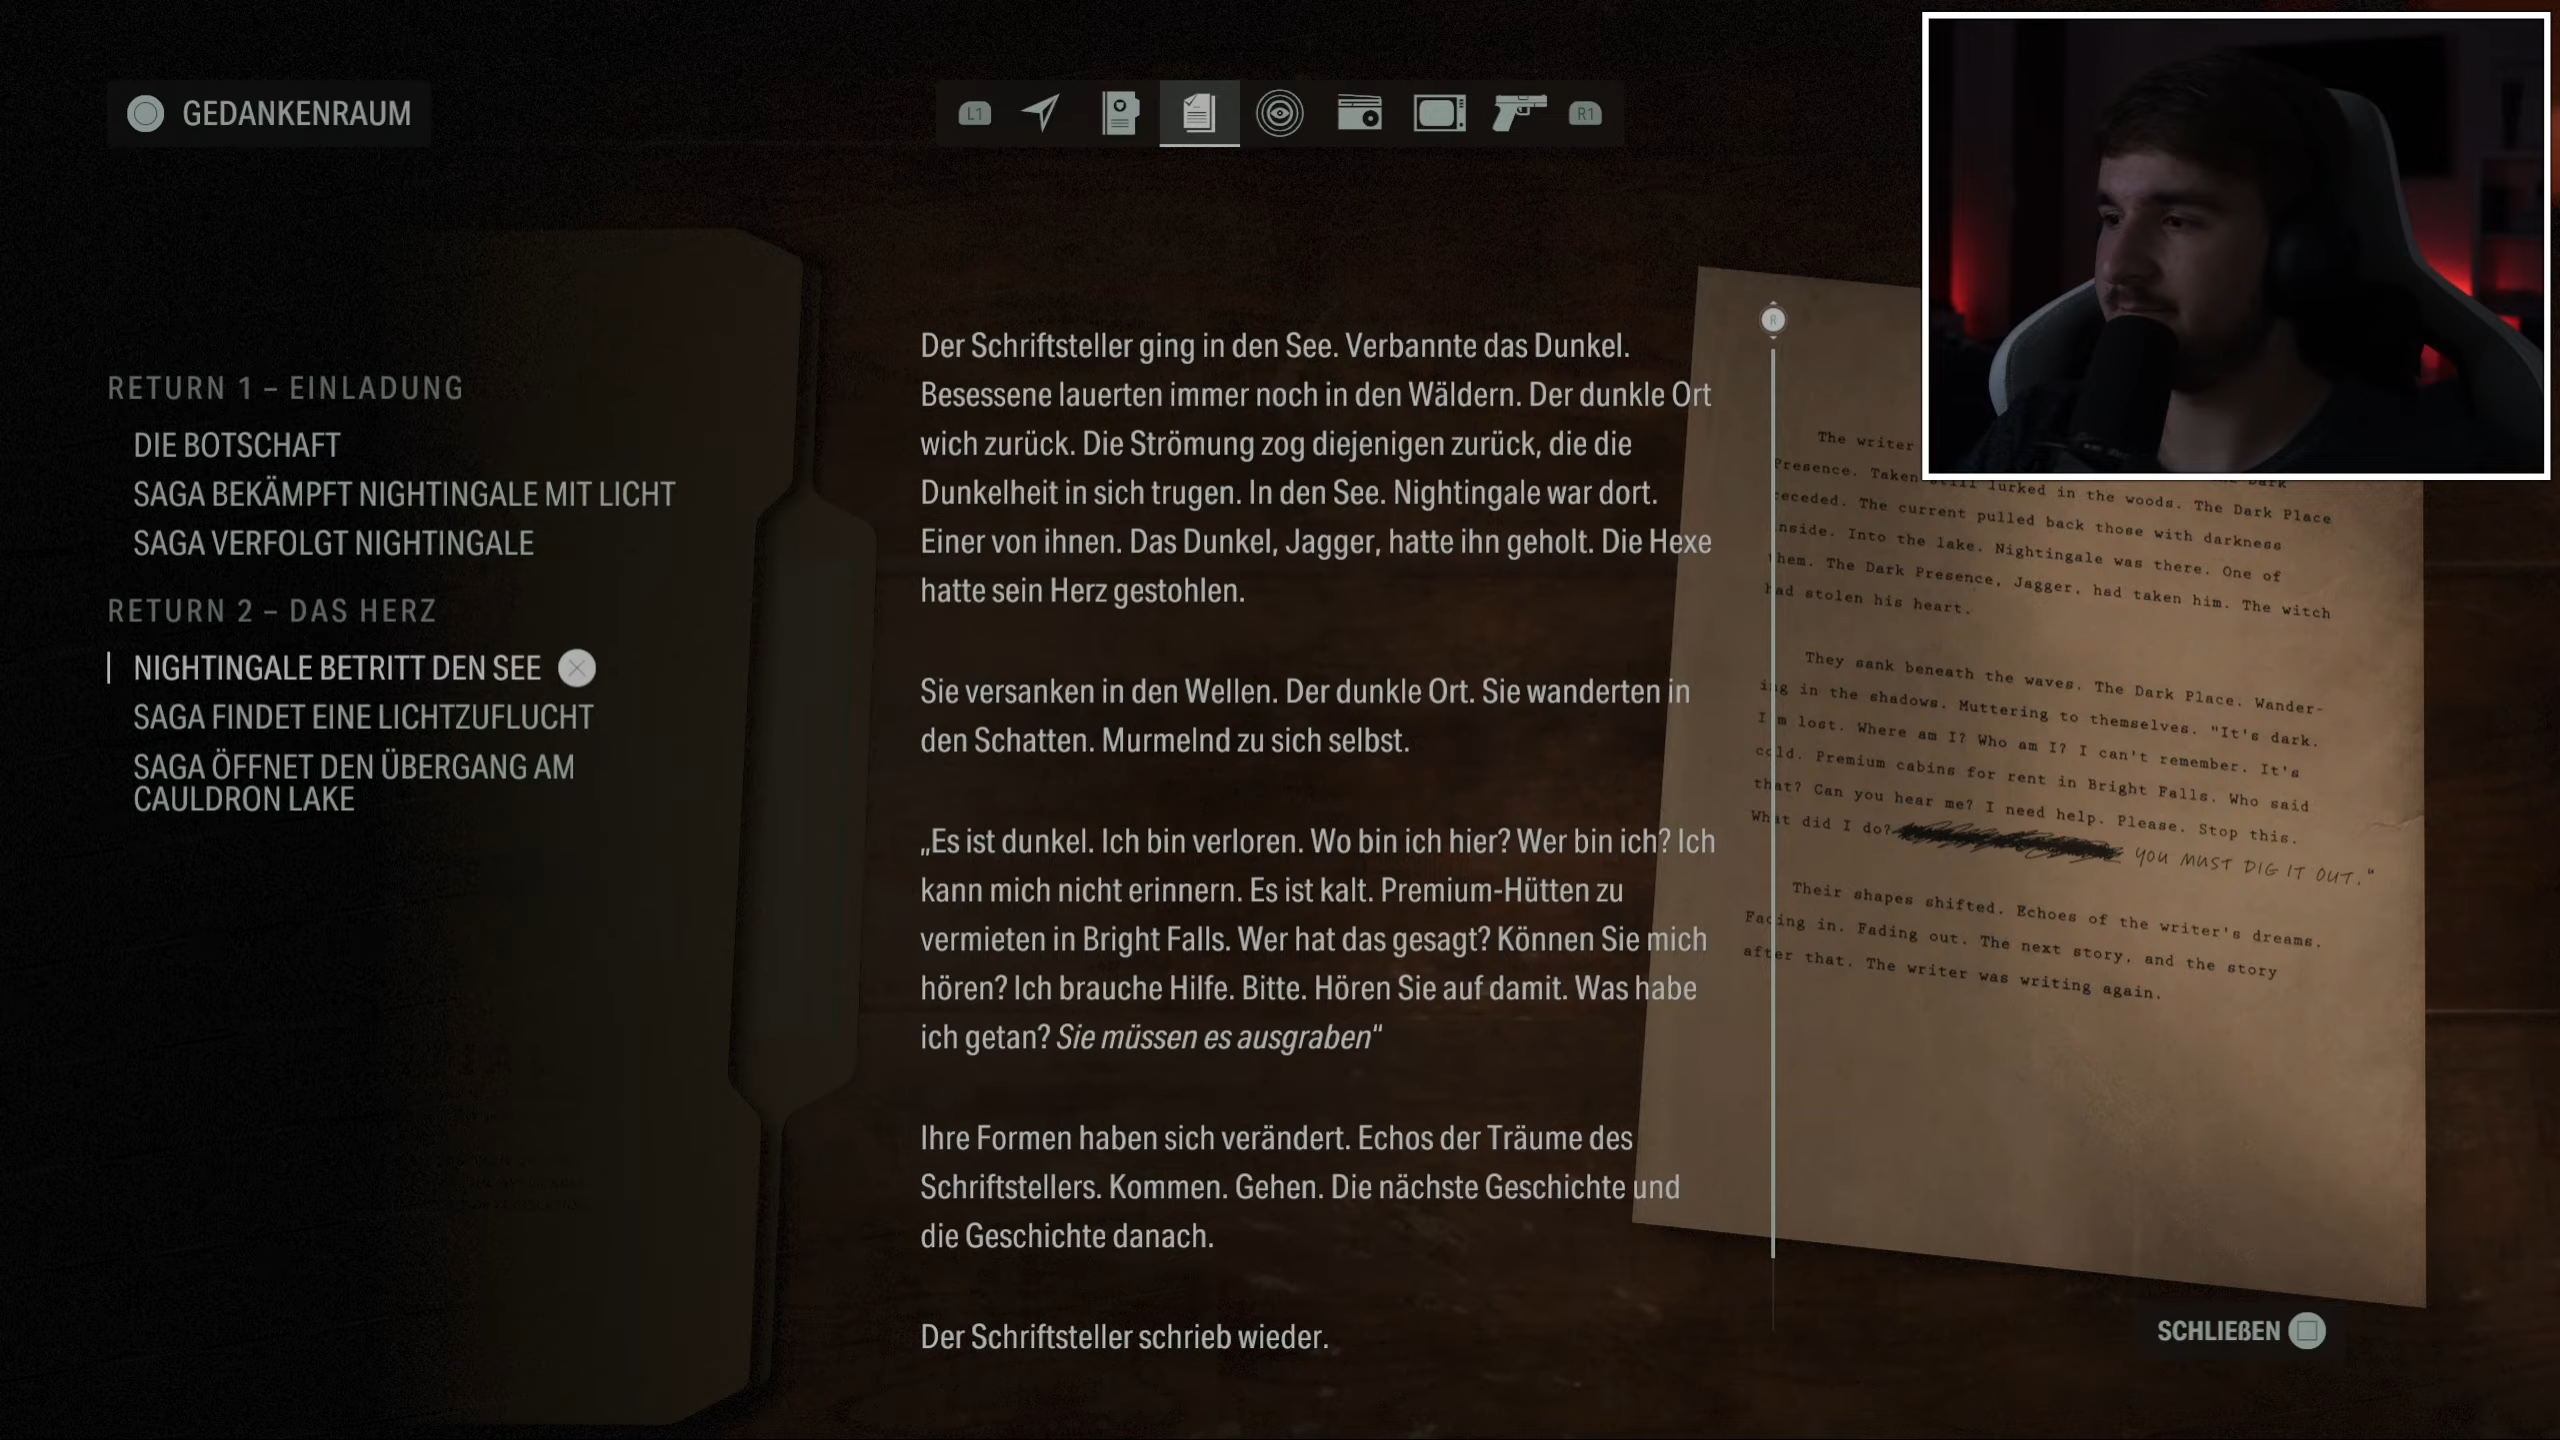 GEDANKENRAUM
L1
R1
RETURN 1 – EINLADUNG
DIE BOTSCHAFT
SAGA BEKÄMPFT NIGHTINGALE MIT LICHT
SAGA VERFOLGT NIGHTINGALE
RETURN 2 – DAS HERZ
NIGHTINGALE BETRITT DEN SEE
SAGA FINDET EINE LICHTZUFLUCHT
SAGA ÖFFNET DEN ÜBERGANG AM
CAULDRON LAKE
Der Schriftsteller ging in den See. Verbannte das Dunkel.
Besessene lauerten immer noch in den Wäldern. Der dunkle Ort
wich zurück. Die Strömung zog diejenigen zurück, die die
Dunkelheit in sich trugen. In den See. Nightingale war dort.
Einer von ihnen. Das Dunkel, Jagger, hatte ihn geholt. Die Hexe
hatte sein Herz gestohlen.
Sie versanken in den Wellen. Der dunkle Ort. Sie wanderten in
den Schatten. Murmelnd zu sich selbst.
„Es ist dunkel. Ich bin verloren. Wo bin ich hier? Wer bin ich? Ich
kann mich nicht erinnern. Es ist kalt. Premium-Hütten zu
vermieten in Bright Falls. Wer hat das gesagt? Können Sie mich
hören? Ich brauche Hilfe. Bitte. Hören Sie auf damit. Was habe
ich getan? Sie müssen es ausgraben“
Ihre Formen haben sich verändert. Echos der Träume des
Schriftstellers. Kommen. Gehen. Die nächste Geschichte und
die Geschichte danach.
Der Schriftsteller schrieb wieder.
R
The writer Dark
Presence. Taken still lurked in the woods. The Dark Place
receded. The current pulled back those with darkness
inside. Into the lake. Nightingale was there. One of
them. The Dark Presence, Jagger, had taken him. The witch
had stolen his heart.
They sank beneath the waves. The Dark Place. Wander-
ing in the shadows. Muttering to themselves. "It's dark.
I'm lost. Where am I? Who am I? I can't remember. It's
cold. Premium cabins for rent in Bright Falls. Who said
that? Can you hear me? I need help. Please. Stop this.
What did I do? YOU MUST DIG IT OUT."
Their shapes shifted. Echoes of the writer's dreams.
Fading in. Fading out. The next story, and the story
after that. The writer was writing again.
SCHLIEẞEN